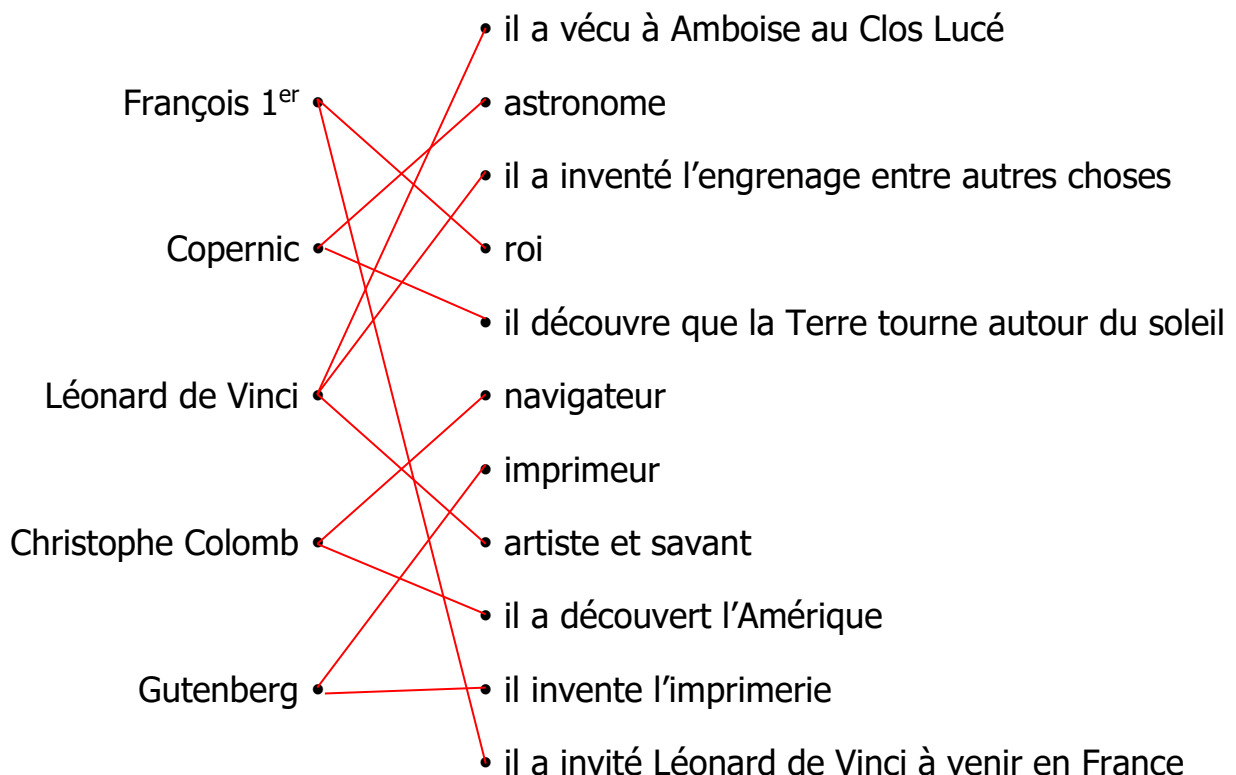 il a vécu à Amboise au Clos Lucé
François 1er
astronome
il a inventé l’engrenage entre autres choses
Copernic
roi
il découvre que la Terre tourne autour du soleil
Léonard de Vinci
navigateur
imprimeur
Christophe Colomb
artiste et savant
il a découvert l’Amérique
Gutenberg
il invente l’imprimerie
il a invité Léonard de Vinci à venir en France